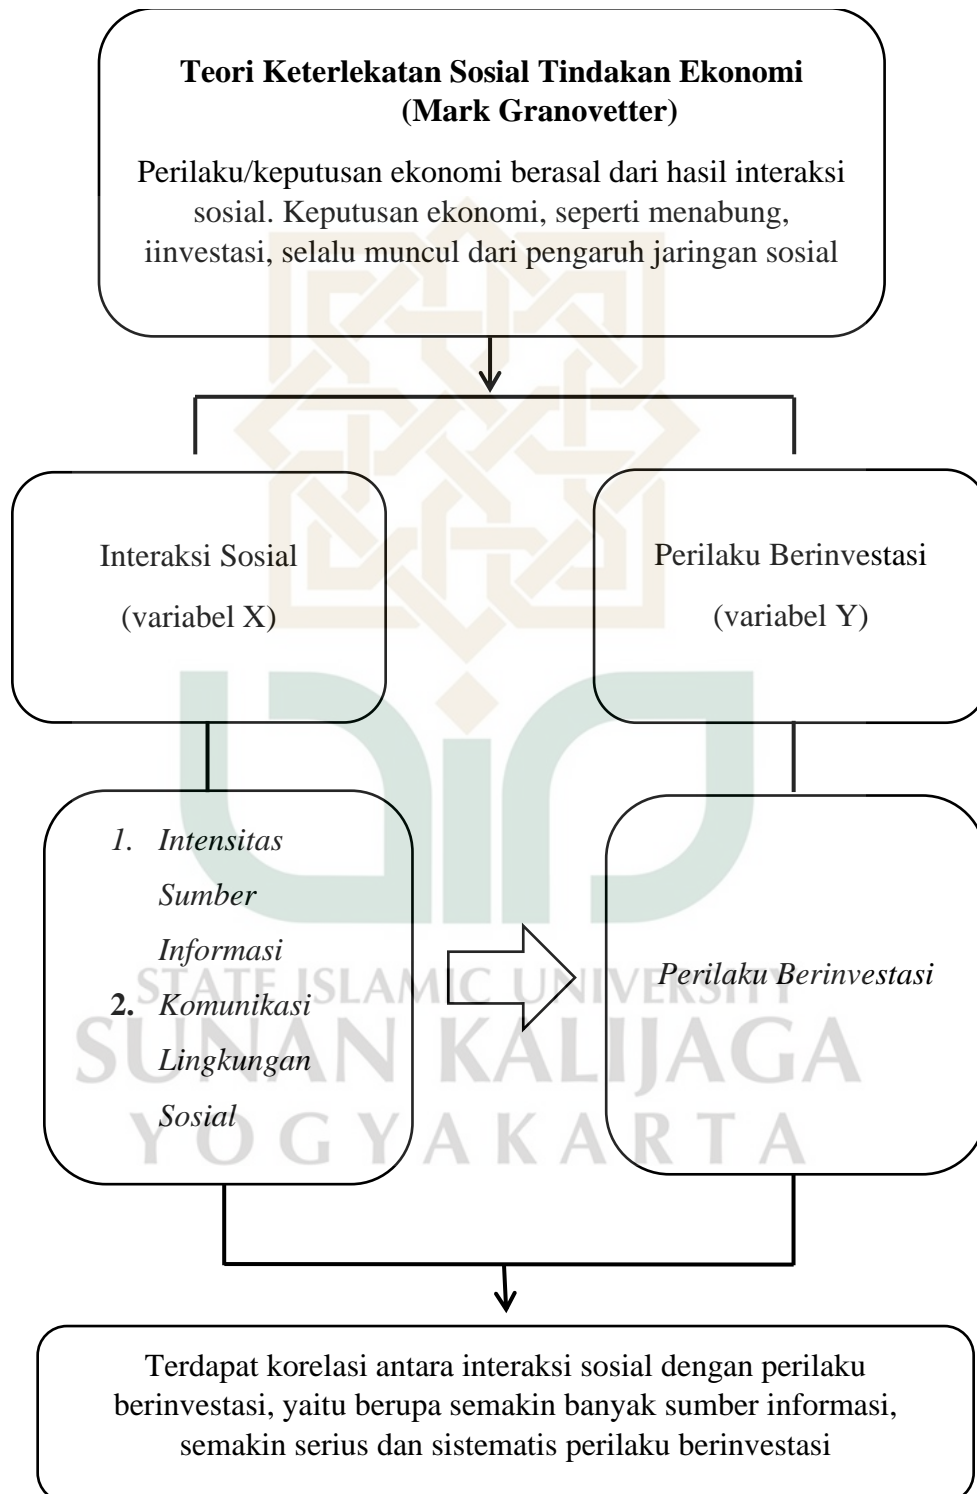 Teori Keterlekatan Sosial Tindakan Ekonomi
(Mark Granovetter)
Perilaku/keputusan ekonomi berasal dari hasil interaksi
sosial. Keputusan ekonomi, seperti menabung,
iinvestasi, selalu muncul dari pengaruh jaringan sosial
Interaksi Sosial
(variabel X)
Perilaku Berinvestasi
(variabel Y)
1. Intensitas
Sumber
Informasi
2. Komunikasi
Lingkungan
Sosial
Perilaku Berinvestasi
STATE ISLAMIC UNIVERSITY
SUNAN KALIJAGA
YOGYAKARTA
Terdapat korelasi antara interaksi sosial dengan perilaku
berinvestasi, yaitu berupa semakin banyak sumber informasi,
semakin serius dan sistematis perilaku berinvestasi